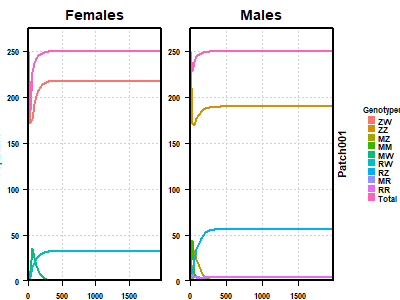 Females
Males
250
200
150
100
50
0
0
500
1000
1500
250
200
150
100
50
0
0
500
1000
1500
Patch001
Genotypes
ZW
ZZ
MZ
MM
MW
RW
RZ
MR
RR
Total